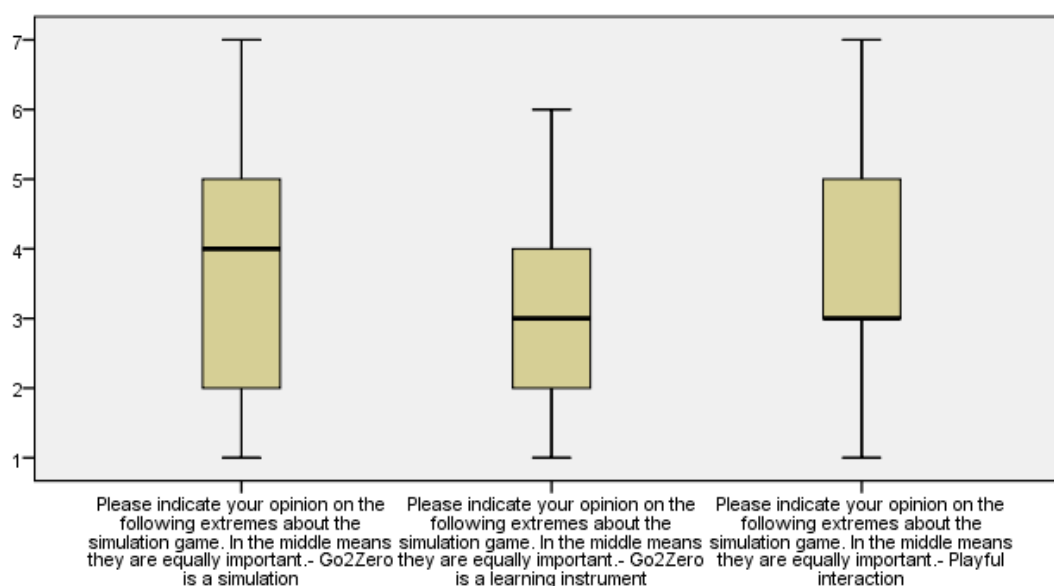 7
6
5
4
3
2
1
Please indicate your opinion on the
following extremes about the
simulation game. In the middle means
they are equally important.- Go2Zero
is a simulation
Please indicate your opinion on the
following extremes about the
simulation game. In the middle means
they are equally important.- Go2Zero
is a learning instrument
Please indicate your opinion on the
following extremes about the
simulation game. In the middle means
they are equally important.- Playful
interaction